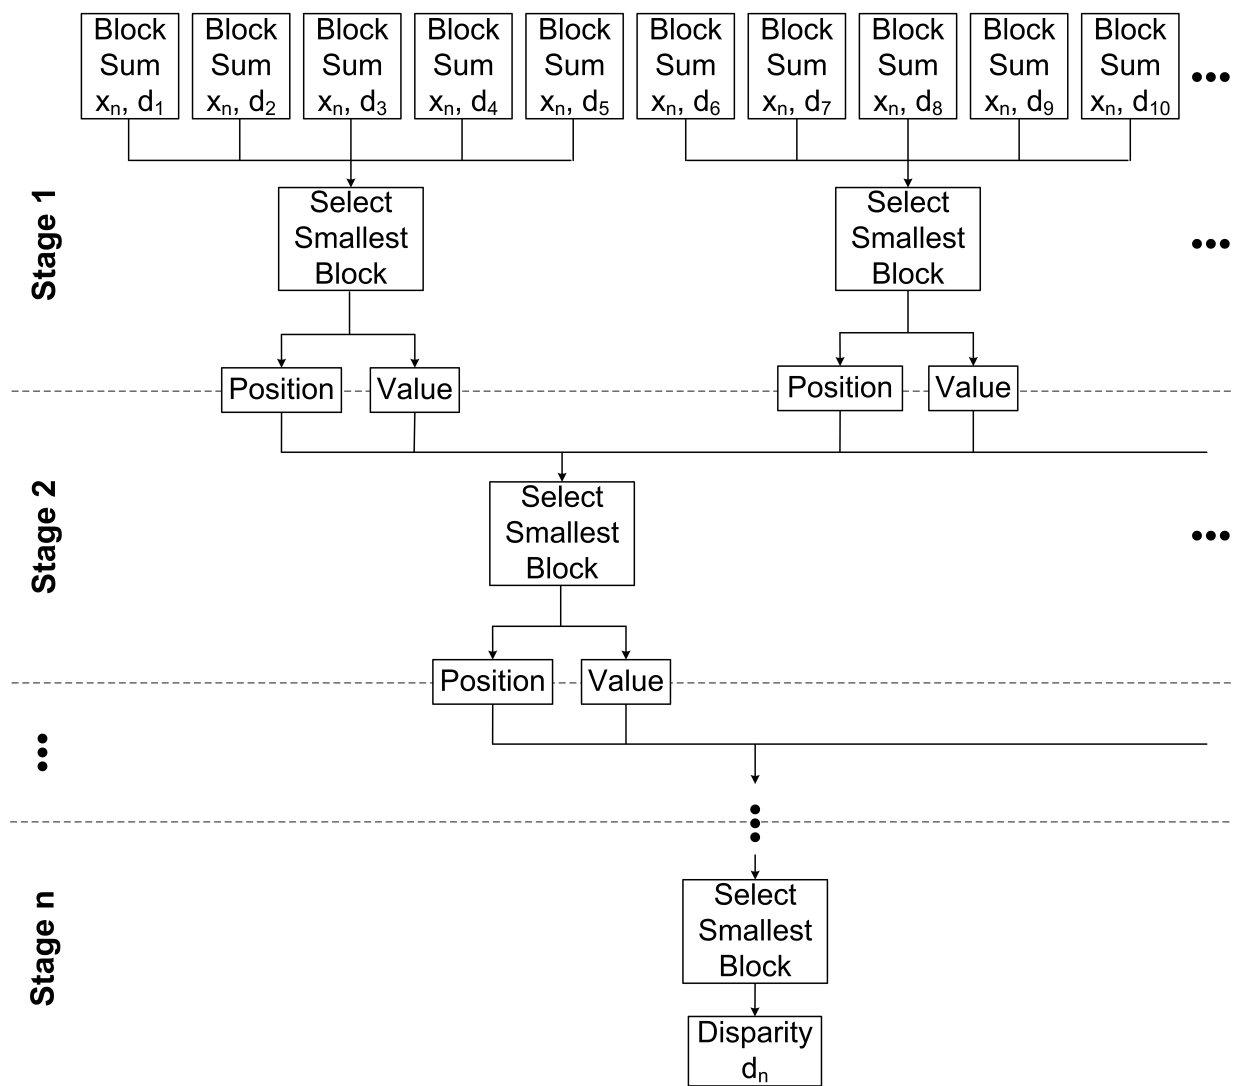 Block Sum xₙ, d₁
Block Sum xₙ, d₂
Block Sum xₙ, d₃
Block Sum xₙ, d₄
Block Sum xₙ, d₅
Block Sum xₙ, d₆
Block Sum xₙ, d₇
Block Sum xₙ, d₈
Block Sum xₙ, d₉
Block Sum xₙ, d₁₀
•••
Stage 1
Select
Smallest
Block
Select
Smallest
Block
•••
Position
Value
Position
Value
Stage 2
Select
Smallest
Block
•••
Position
Value
•••
•••
Stage n
Select
Smallest
Block
Disparity
dₙ